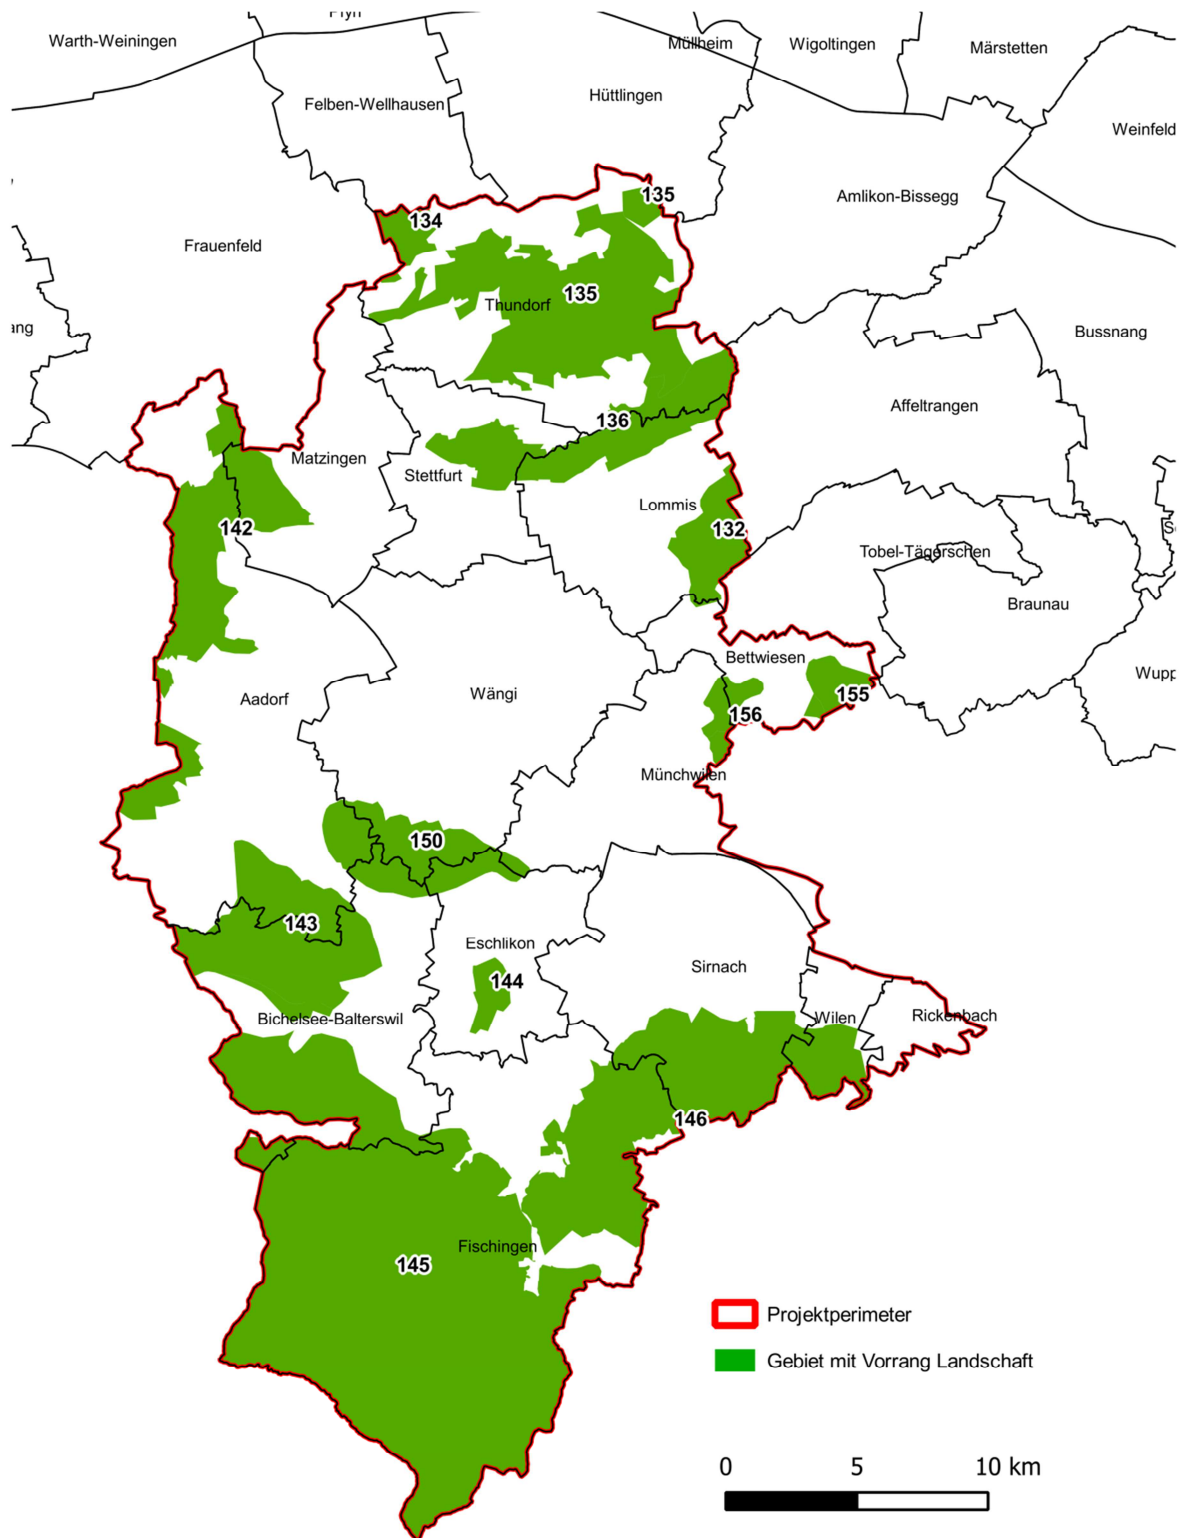 Warth-Weiningen
Müllheim
Wigoltingen
Märstetten
Felben-Wellhausen
Hüttlingen
Weinfeld
135
Amlikon-Bissegg
134
Frauenfeld
135
Thundorf
ang
Bussnang
Affeltrangen
136
Matzingen
Stettfurt
Lommis
142
132
Tobel-Tägerschen
Braunau
Bettwiesen
Wupp
Wängi
155
Aadorf
156
Münchwilen
150
143
Eschlikon
Sirnach
144
Bichelsee-Balterswil
Wilen
Rickenbach
146
Fischingen
145
Projektperimeter
Gebiet mit Vorrang Landschaft
0 5 10 km